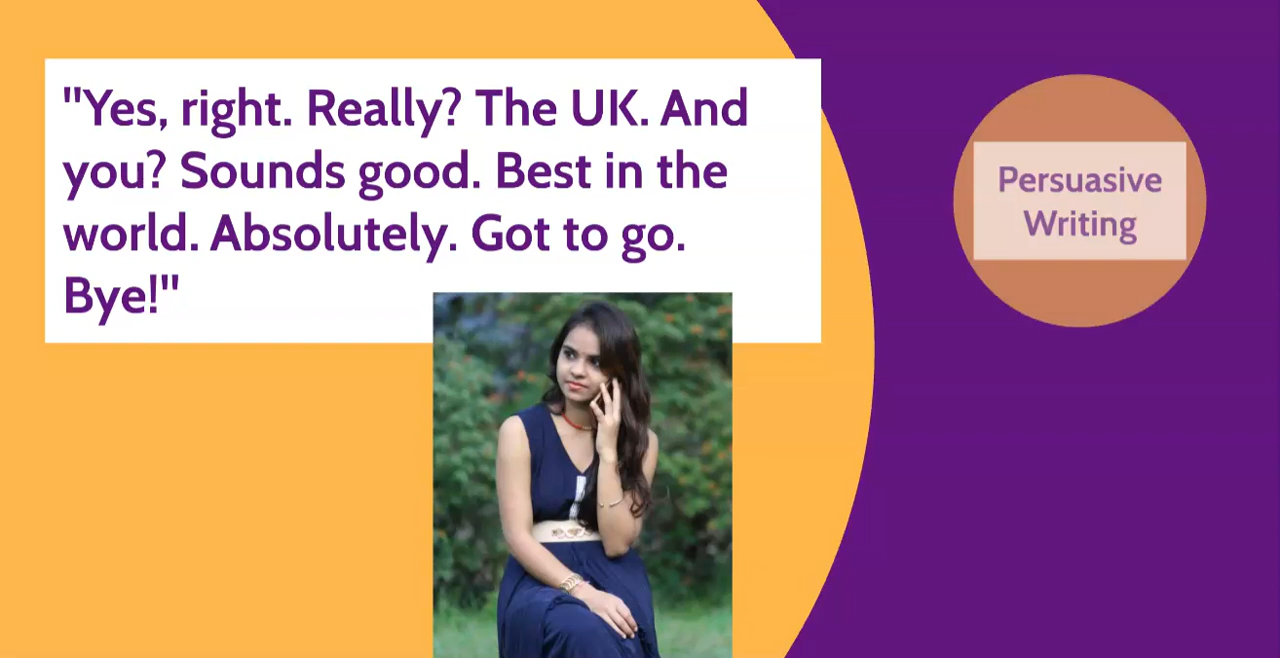 "Yes, right. Really? The UK. And
you? Sounds good. Best in the
world. Absolutely. Got to go.
Bye!"
Persuasive
Writing